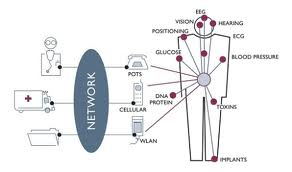 EEG
VISION
HEARING
POSITIONING
ECG
GLUCOSE
BLOOD PRESSURE
POTS
NETWORK
CELLULAR
DNA
PROTEIN
TOXINS
WLAN
IMPLANTS